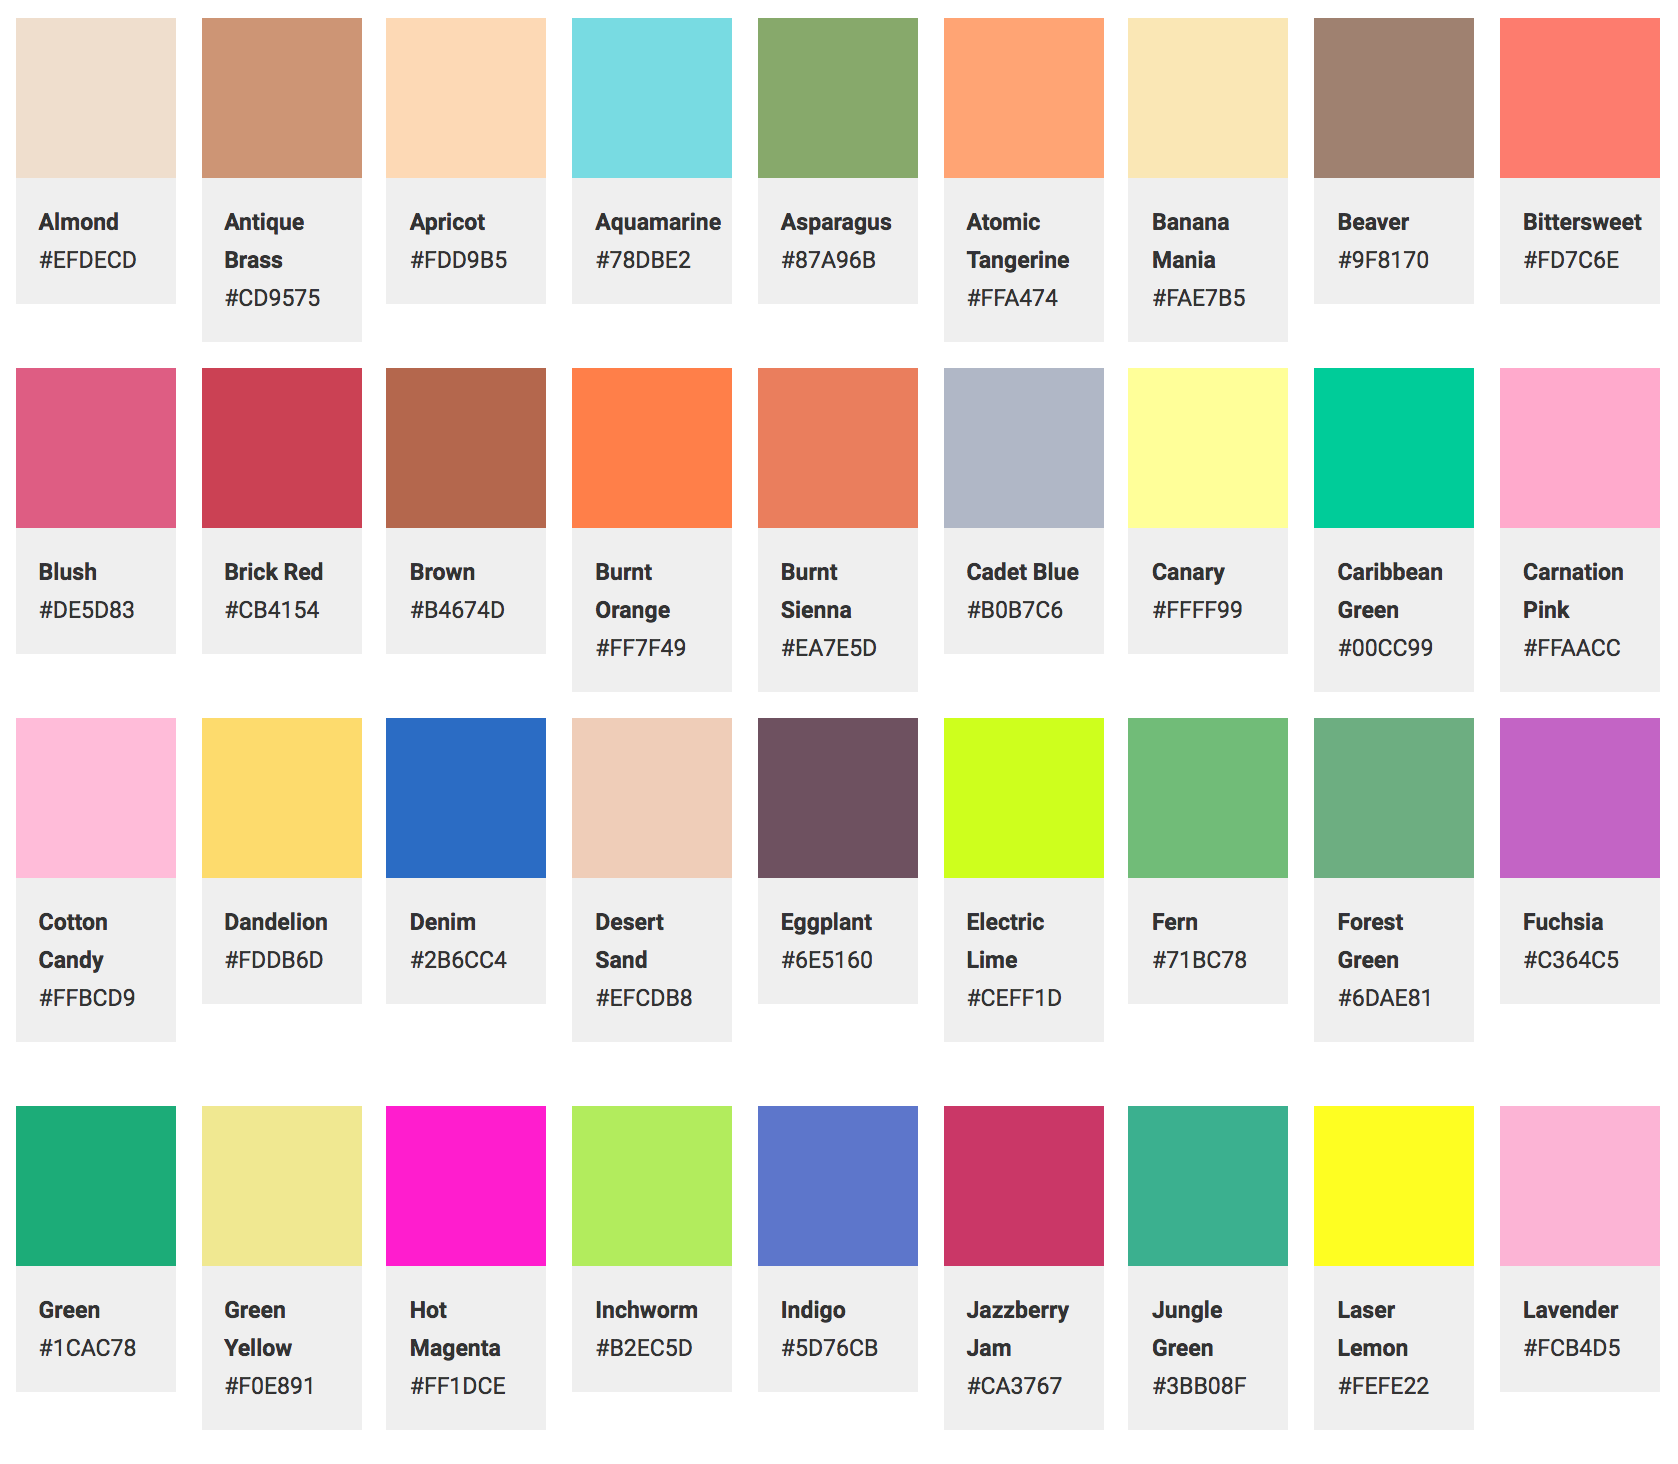 Almond
#EFDECD
Antique
Brass
#CD9575
Apricot
#FDD9B5
Aquamarine
#78DBE2
Asparagus
#87A96B
Atomic
Tangerine
#FFA474
Banana
Mania
#FAE7B5
Beaver
#9F8170
Bittersweet
#FD7C6E
Blush
#DE5D83
Brick Red
#CB4154
Brown
#B4674D
Burnt
Orange
#FF7F49
Burnt
Sienna
#EA7E5D
Cadet Blue
#B0B7C6
Canary
#FFFF99
Caribbean
Green
#00CC99
Carnation
Pink
#FFAACC
Cotton
Candy
#FFBCD9
Dandelion
#FDDB6D
Denim
#2B6CC4
Desert
Sand
#EFCDB8
Eggplant
#6E5160
Electric
Lime
#CEFF1D
Fern
#71BC78
Forest
Green
#6DAE81
Fuchsia
#C364C5
Green
#1CAC78
Green
Yellow
#F0E891
Hot
Magenta
#FF1DCE
Inchworm
#B2EC5D
Indigo
#5D76CB
Jazzberry
Jam
#CA3767
Jungle
Green
#3BB08F
Laser
Lemon
#FEFE22
Lavender
#FCB4D5